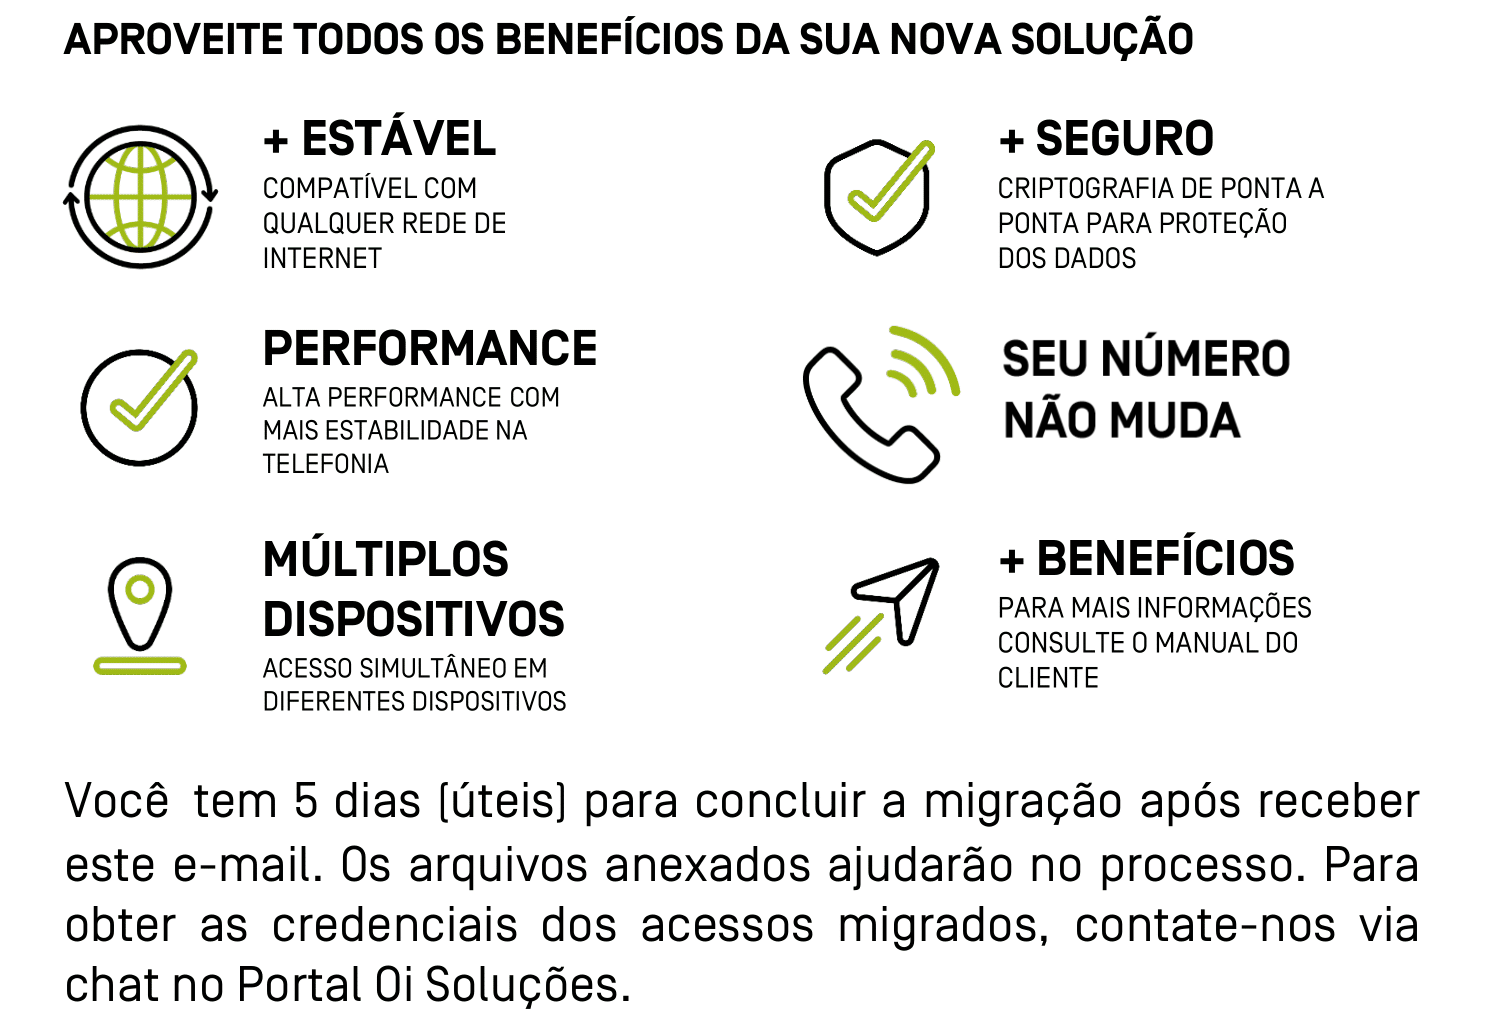 APROVEITE TODOS OS BENEFÍCIOS DA SUA NOVA SOLUÇÃO
+ ESTÁVEL
COMPATÍVEL COM
QUALQUER REDE DE
INTERNET
+ SEGURO
CRIPTOGRAFIA DE PONTA A
PONTA PARA PROTEÇÃO
DOS DADOS
PERFORMANCE
ALTA PERFORMANCE COM
MAIS ESTABILIDADE NA
TELEFONIA
SEU NÚMERO
NÃO MUDA
MÚLTIPLOS
DISPOSITIVOS
ACESSO SIMULTÂNEO EM
DIFERENTES DISPOSITIVOS
+ BENEFÍCIOS
PARA MAIS INFORMAÇÕES
CONSULTE O MANUAL DO
CLIENTE
Você tem 5 dias (úteis) para concluir a migração após receber
este e-mail. Os arquivos anexados ajudarão no processo. Para
obter as credenciais dos acessos migrados, contate-nos via
chat no Portal Oi Soluções.